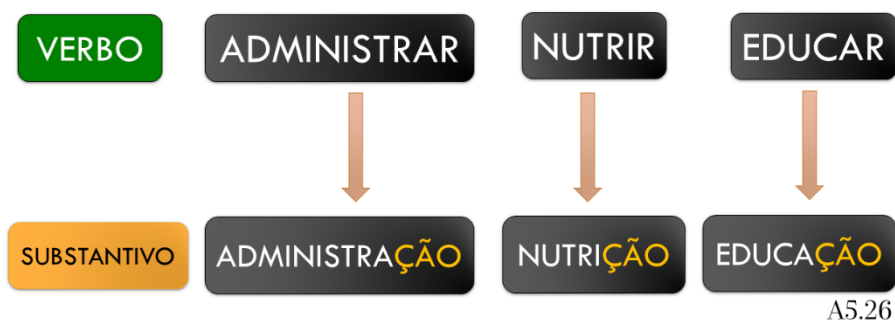 VERBO ADMINISTRAR NUTRIR EDUCAR
SUBSTANTIVO ADMINISTRAÇÃO NUTRIÇÃO EDUCAÇÃO
A5.26